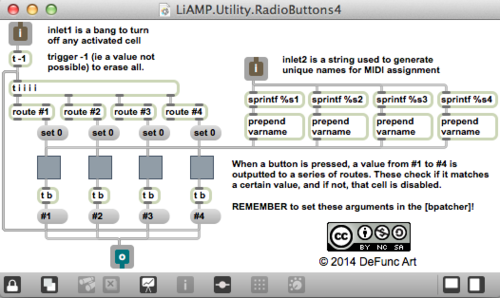 LiAMP.Utility.RadioButtons4
inlet1 is a bang to turn
off any activated cell
t -1
trigger -1 (ie a value not
possible) to erase all.
inlet2 is a string used to generate
unique names for MIDI assignment
t i i i i
route #1 route #2 route #3 route #4
sprintf %s1 sprintf %s2 sprintf %s3 sprintf %s4
set 0 set 0 set 0 set 0
prepend prepend prepend prepend
varname varname varname varname
When a button is pressed, a value from #1 to #4 is
outputted to a series of routes. These check if it matches
a certain value, and if not, that cell is disabled.
t b t b t b t b
REMEMBER to set these arguments in the [bpatcher]!
#1 #2 #3 #4
cc
BY NC SA
© 2014 DeFunc Art